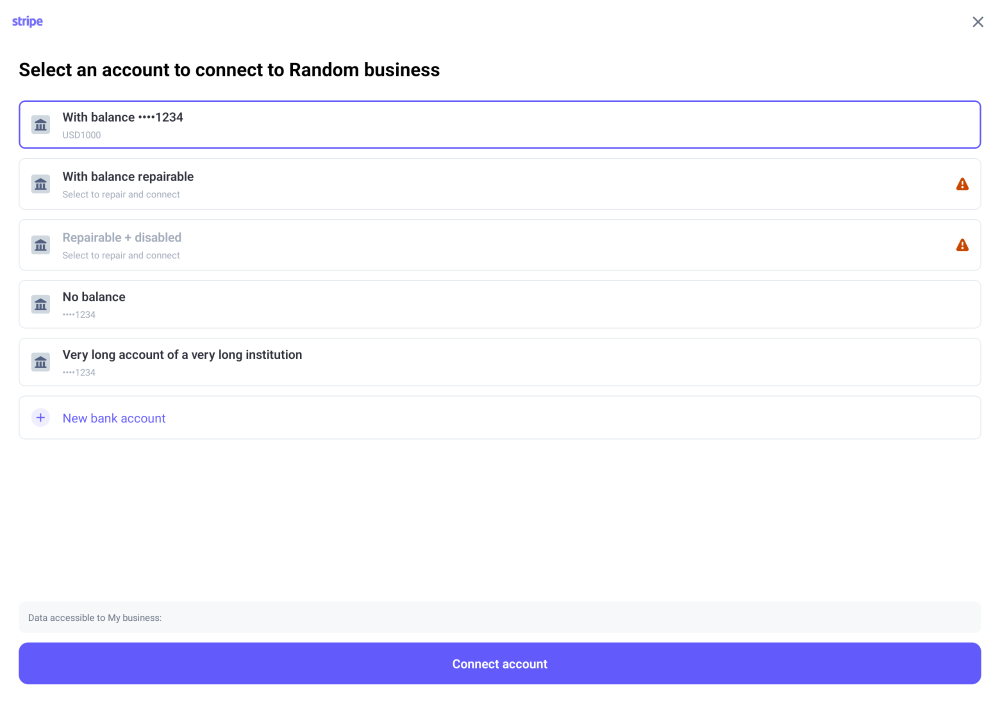 stripe
Select an account to connect to Random business
With balance ••••1234
USD1000
With balance repairable
Select to repair and connect
Repairable + disabled
Select to repair and connect
No balance
••••1234
Very long account of a very long institution
••••1234
New bank account
Data accessible to My business:
Connect account